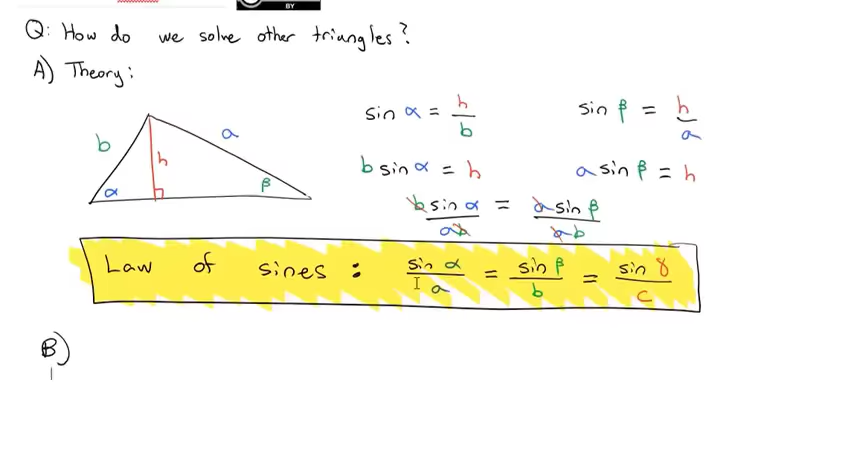 BY
Q: How do we solve other triangles?
A) Theory:
sin α = h/b
sin β = h/a
b
a
h
α
β
b sin α = h
a sin β = h
b sin α / ab = a sin β / ab
Law of sines : sin α / a = sin β / b = sin γ / c
B)